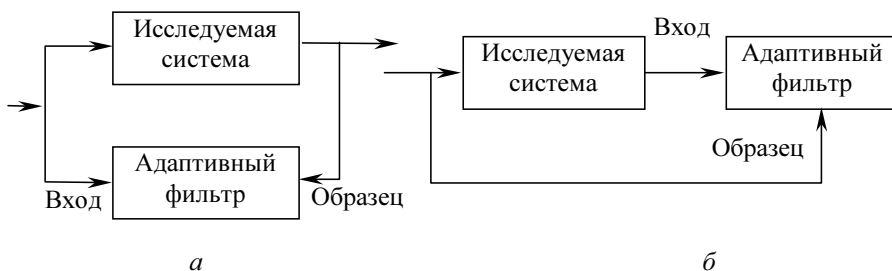 Исследуемая
система
Адаптивный
фильтр
Вход
Образец
а
Исследуемая
система
Вход
Адаптивный
фильтр
Образец
б